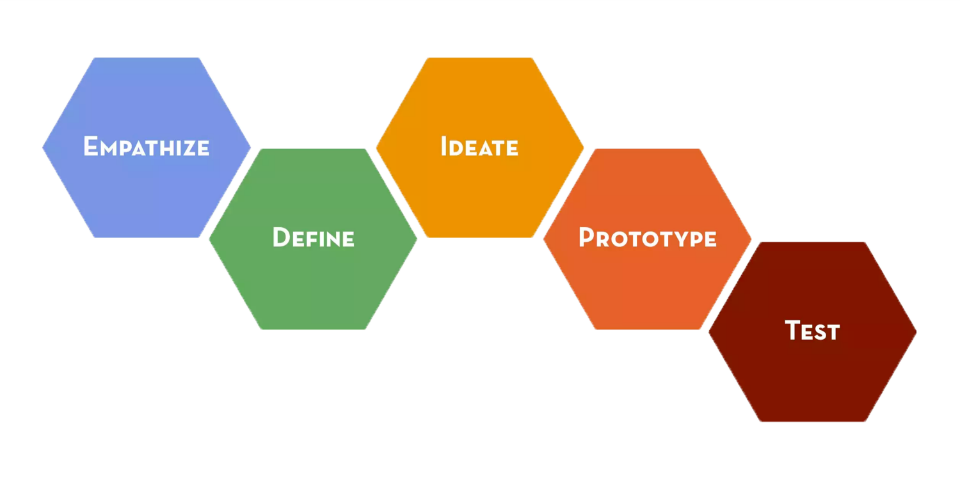 Empathize
Define
Ideate
Prototype
Test